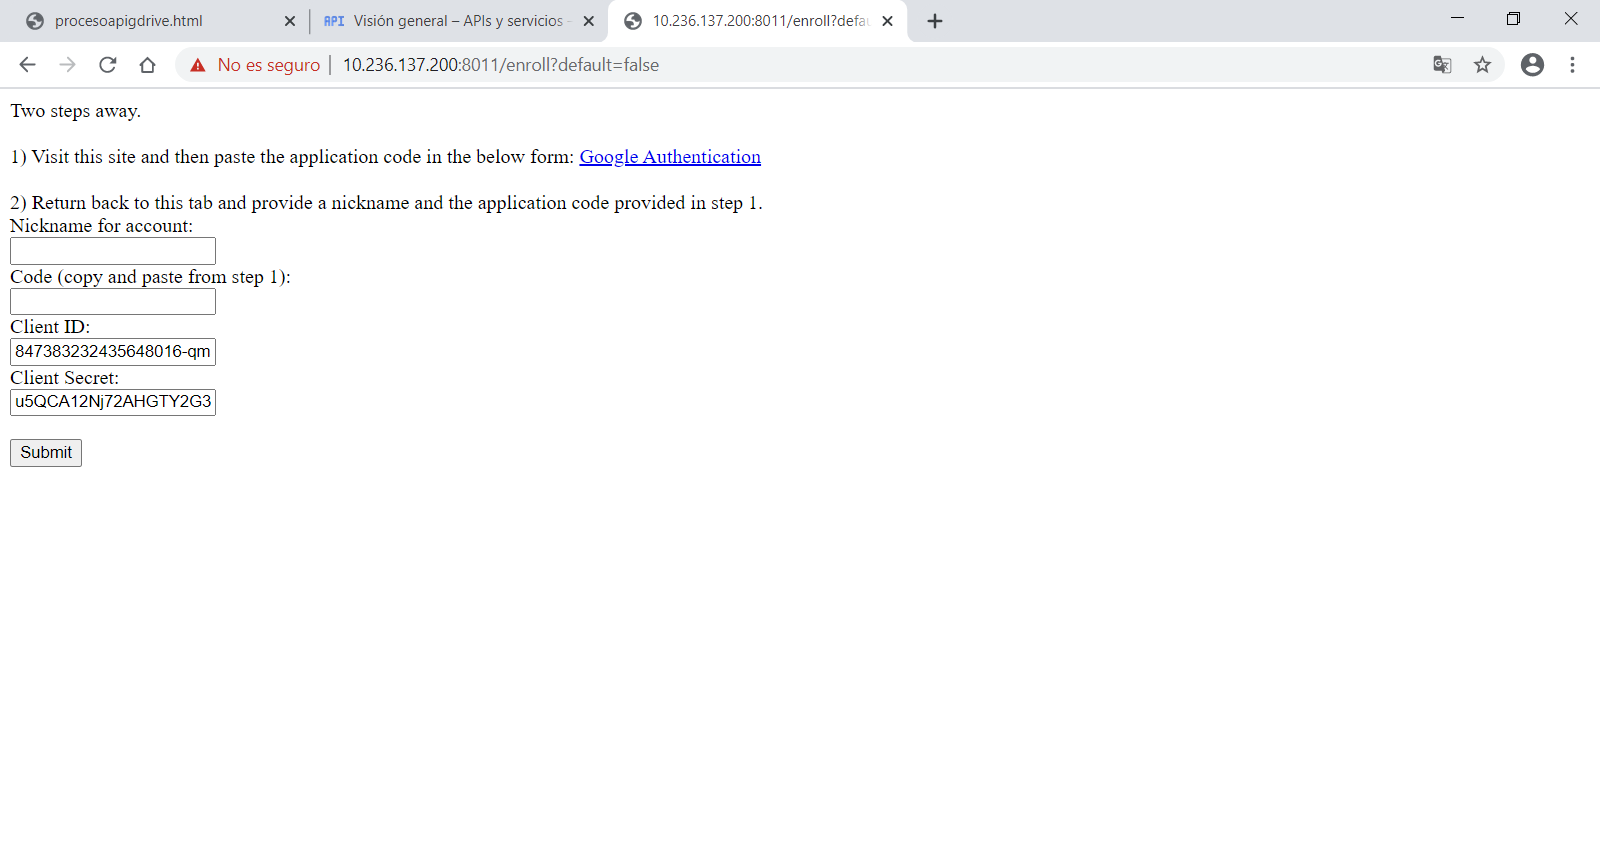 procesoapigdrive.html
API Visión general – APIs y servicios -
10.236.137.200:8011/enroll?defau
No es seguro | 10.236.137.200:8011/enroll?default=false
Two steps away.
1) Visit this site and then paste the application code in the below form: Google Authentication
2) Return back to this tab and provide a nickname and the application code provided in step 1.
Nickname for account:
Code (copy and paste from step 1):
Client ID:
847383232435648016-qm
Client Secret:
u5QCA12Nj72AHGTY2G3
Submit